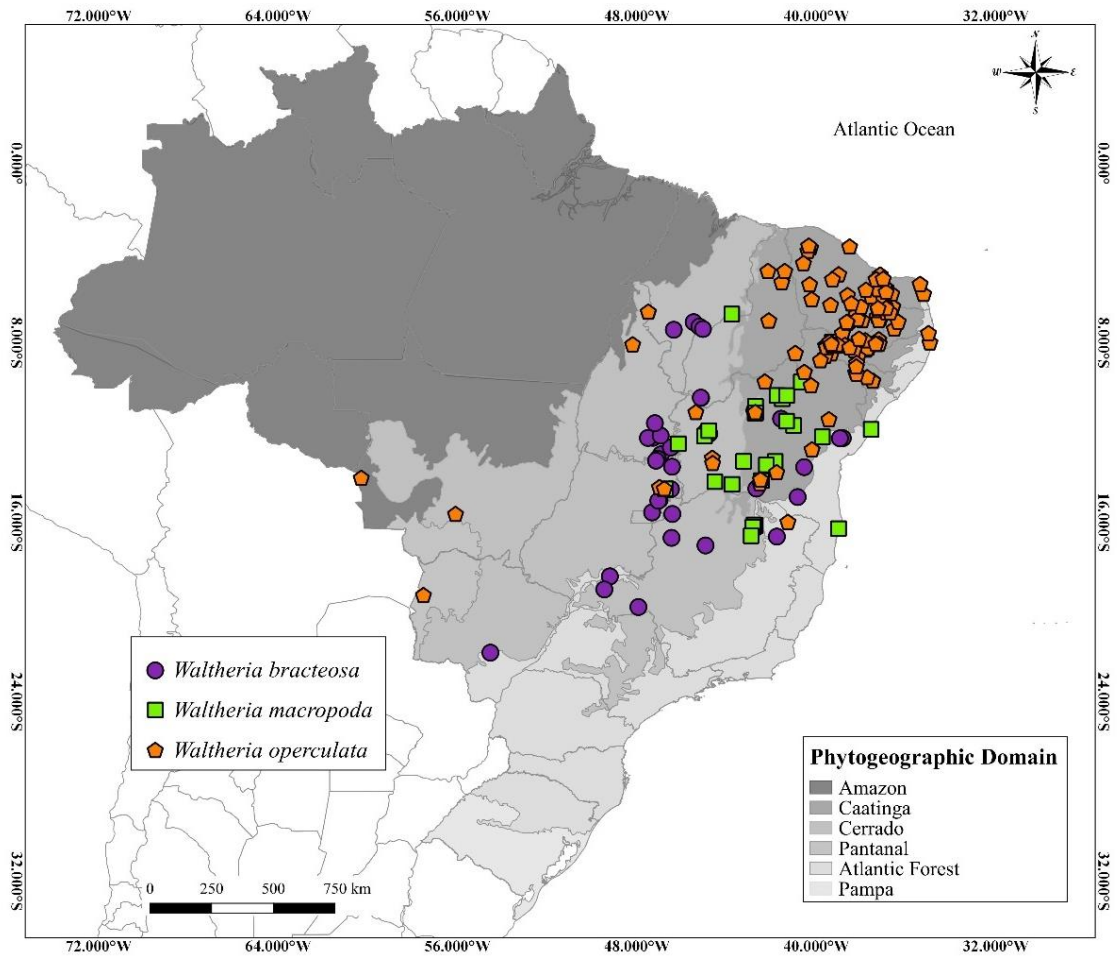 72.000°W 64.000°W 56.000°W 48.000°W 40.000°W 32.000°W
N
W E
S
Atlantic Ocean
0.000° 0.000°
8.000°S 8.000°S
16.000°S 16.000°S
24.000°S 24.000°S
32.000°S 32.000°S
Waltheria bracteosa
Waltheria macropoda
Waltheria operculata
Phytogeographic Domain
Amazon
Caatinga
Cerrado
Pantanal
Atlantic Forest
Pampa
0 250 500 750 km
72.000°W 64.000°W 56.000°W 48.000°W 40.000°W 32.000°W